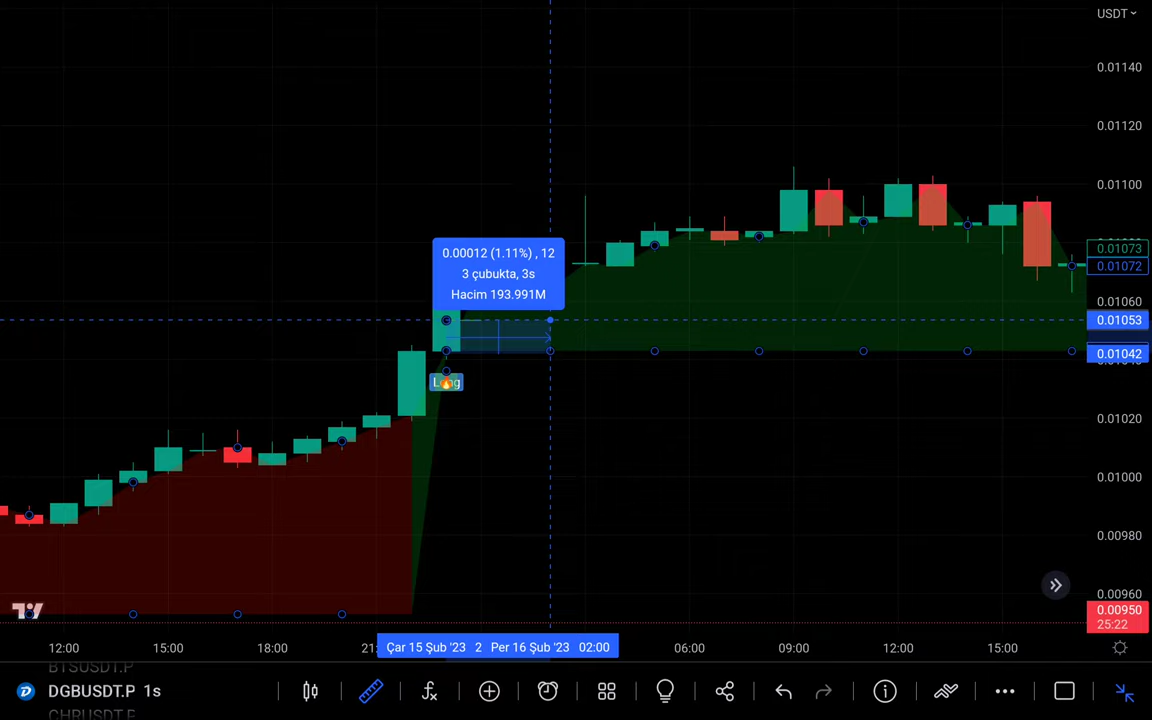 USDT
0.01140
0.01120
0.01100
0.01073
0.01072
0.01060
0.01053
0.01042
0.01020
0.01000
0.00980
0.00960
0.00950
25:22
0.00012 (1.11%) , 12
3 çubukta, 3s
Hacim 193.991M
Long
12:00
15:00
18:00
21:
Çar 15 Şub '23 2
Per 16 Şub '23 02:00
06:00
09:00
12:00
15:00
BTSUSDT.P
DGBUSDT.P 1s
CHRUSDT.P